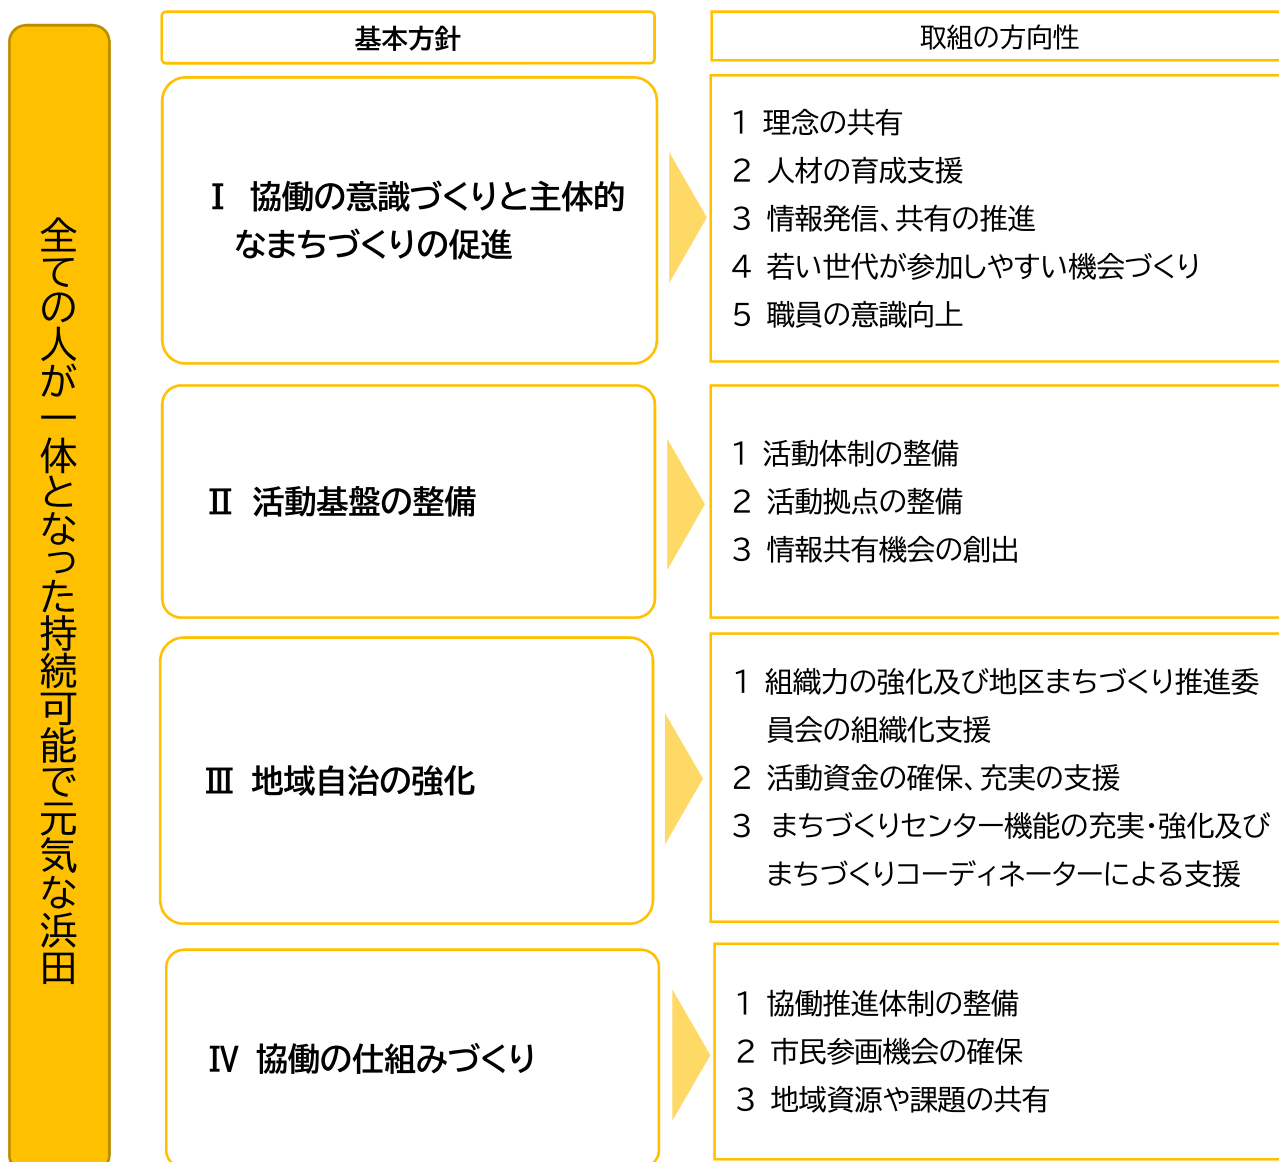 全ての人が一体となった持続可能で元気な浜田
基本方針
取組の方向性
Ⅰ 協働の意識づくりと主体的
なまちづくりの促進
1 理念の共有
2 人材の育成支援
3 情報発信、共有の推進
4 若い世代が参加しやすい機会づくり
5 職員の意識向上
Ⅱ 活動基盤の整備
1 活動体制の整備
2 活動拠点の整備
3 情報共有機会の創出
Ⅲ 地域自治の強化
1 組織力の強化及び地区まちづくり推進委
員会の組織化支援
2 活動資金の確保、充実の支援
3 まちづくりセンター機能の充実・強化及び
まちづくりコーディネーターによる支援
Ⅳ 協働の仕組みづくり
1 協働推進体制の整備
2 市民参画機会の確保
3 地域資源や課題の共有